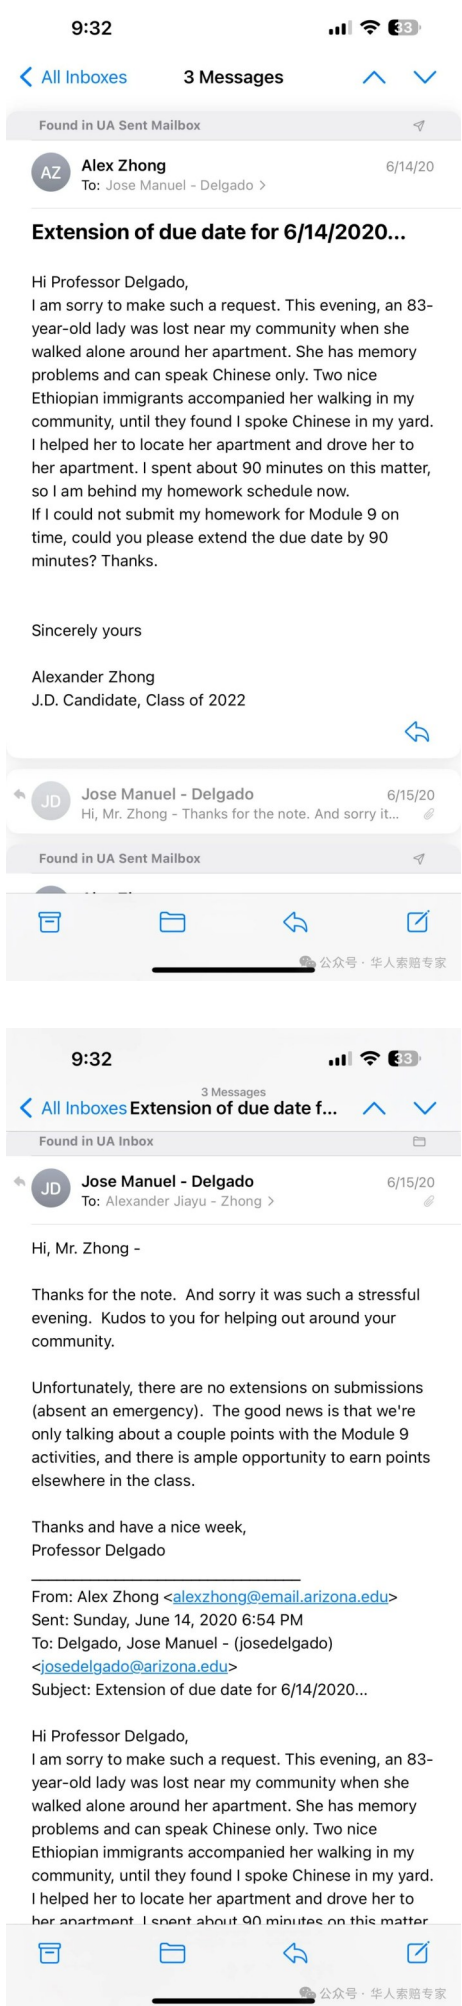 9:32
33
All Inboxes
3 Messages
Found in UA Sent Mailbox
AZ
Alex Zhong
6/14/20
To: Jose Manuel - Delgado >
Extension of due date for 6/14/2020...
Hi Professor Delgado,
I am sorry to make such a request. This evening, an 83-
year-old lady was lost near my community when she
walked alone around her apartment. She has memory
problems and can speak Chinese only. Two nice
Ethiopian immigrants accompanied her walking in my
community, until they found I spoke Chinese in my yard.
I helped her to locate her apartment and drove her to
her apartment. I spent about 90 minutes on this matter,
so I am behind my homework schedule now.
If I could not submit my homework for Module 9 on
time, could you please extend the due date by 90
minutes? Thanks.
Sincerely yours
Alexander Zhong
J.D. Candidate, Class of 2022
JD
Jose Manuel - Delgado
6/15/20
Hi, Mr. Zhong - Thanks for the note. And sorry it...
Found in UA Sent Mailbox
公众号 · 华人索赔专家
9:32
33
3 Messages
All Inboxes
Extension of due date f...
Found in UA Inbox
JD
Jose Manuel - Delgado
6/15/20
To: Alexander Jiayu - Zhong >
Hi, Mr. Zhong -
Thanks for the note.  And sorry it was such a stressful
evening.  Kudos to you for helping out around your
community.
Unfortunately, there are no extensions on submissions
(absent an emergency).  The good news is that we're
only talking about a couple points with the Module 9
activities, and there is ample opportunity to earn points
elsewhere in the class.
Thanks and have a nice week,
Professor Delgado
From: Alex Zhong <alexzhong@email.arizona.edu>
Sent: Sunday, June 14, 2020 6:54 PM
To: Delgado, Jose Manuel - (josedelgado)
<josedelgado@arizona.edu>
Subject: Extension of due date for 6/14/2020...
Hi Professor Delgado,
I am sorry to make such a request. This evening, an 83-
year-old lady was lost near my community when she
walked alone around her apartment. She has memory
problems and can speak Chinese only. Two nice
Ethiopian immigrants accompanied her walking in my
community, until they found I spoke Chinese in my yard.
I helped her to locate her apartment and drove her to
her apartment. I spent about 90 minutes on this matter,
公众号 · 华人索赔专家